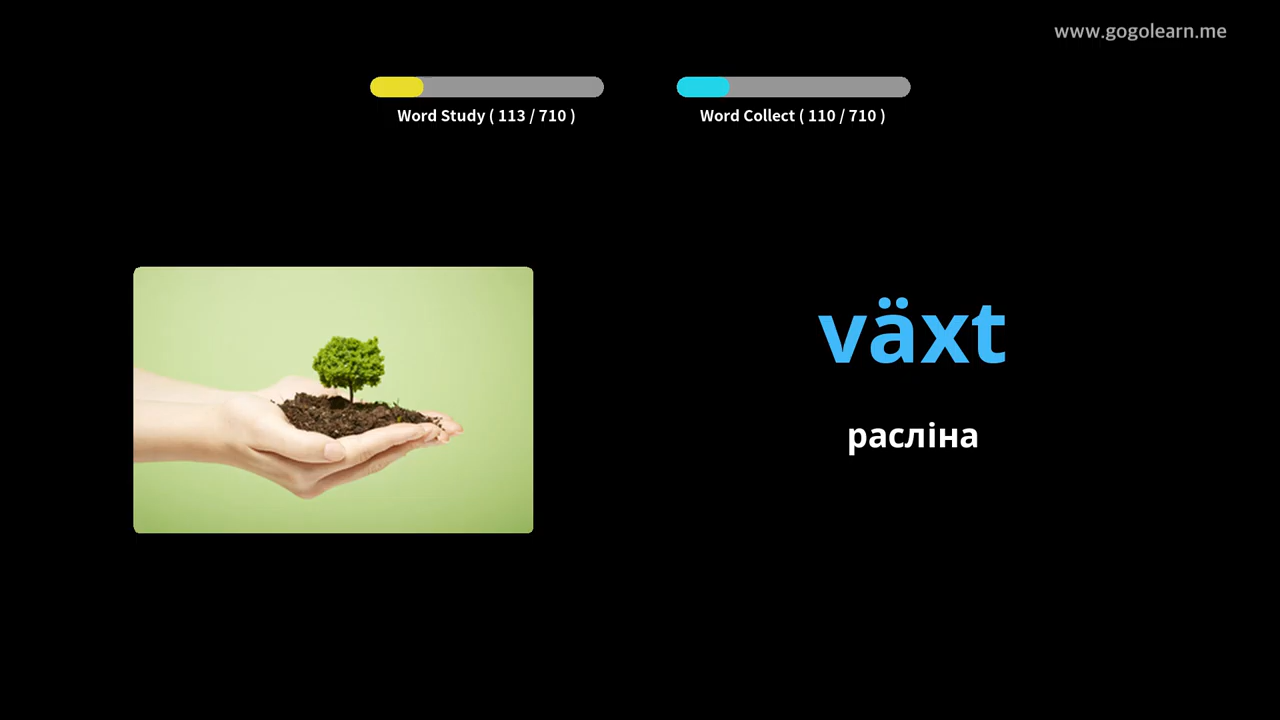 www.gogolearn.me
Word Study ( 113 / 710 )
Word Collect ( 110 / 710 )
växt
расліна